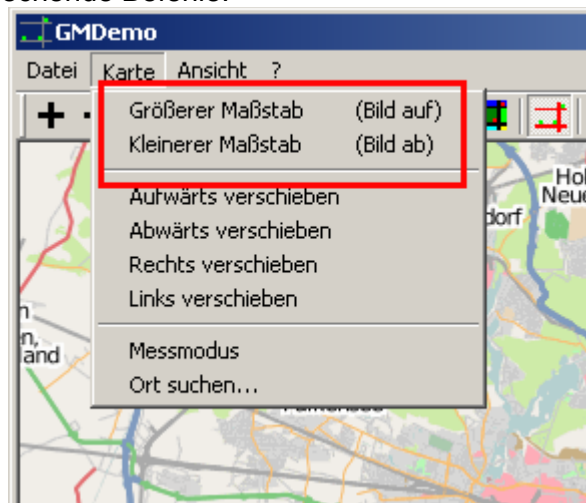 GMDemo
Datei Karte Ansicht ?
Größerer Maßstab (Bild auf)
Kleinerer Maßstab (Bild ab)
Aufwärts verschieben
Abwärts verschieben
Rechts verschieben
Links verschieben
Messmodus
Ort suchen...